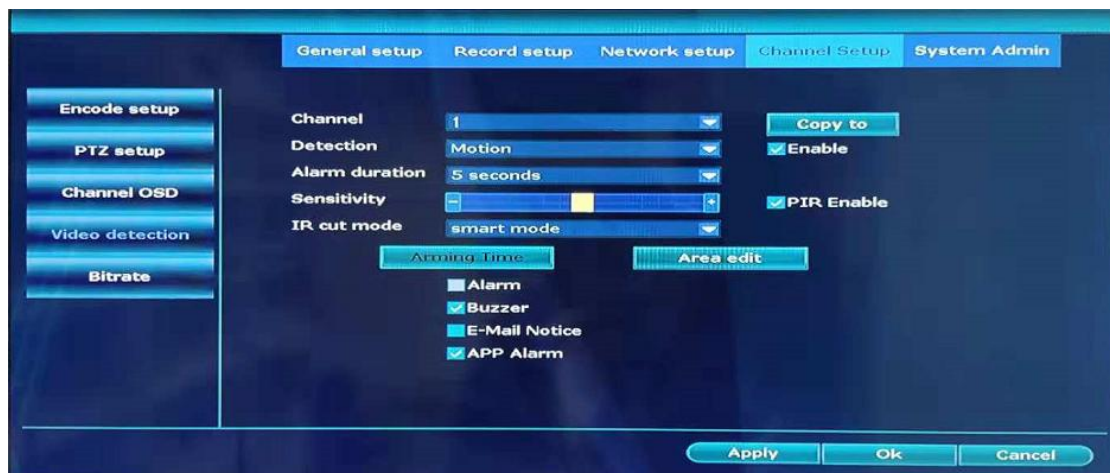 General setup Record setup Network setup Channel Setup System Admin
Encode setup
PTZ setup
Channel OSD
Video detection
Bitrate
Channel 1 Copy to
Detection Motion Enable
Alarm duration 5 seconds
Sensitivity - + PIR Enable
IR cut mode smart mode
Arming Time Area edit
Alarm
Buzzer
E-Mail Notice
APP Alarm
Apply Ok Cancel